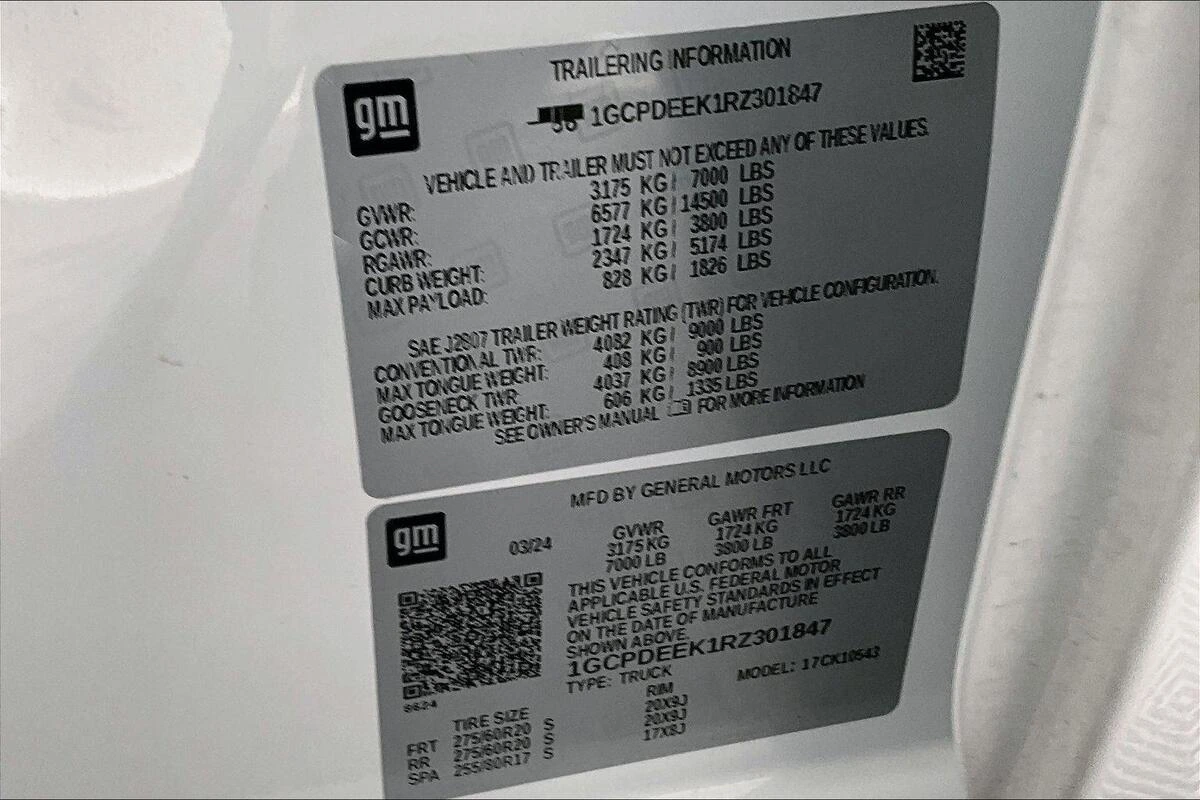 gm
TRAILERING INFORMATION
1GCPDEEK1RZ301847
VEHICLE AND TRAILER MUST NOT EXCEED ANY OF THESE VALUES.
GVWR: 3175 KG / 7000 LBS
GCWR: 6577 KG / 14500 LBS
RGAWR: 1724 KG / 3800 LBS
CURB WEIGHT: 2347 KG / 5174 LBS
MAX PAYLOAD: 828 KG / 1826 LBS
SAE J2807 TRAILER WEIGHT RATING (TWR) FOR VEHICLE CONFIGURATION.
CONVENTIONAL TWR: 4082 KG / 9000 LBS
MAX TONGUE WEIGHT: 408 KG / 900 LBS
GOOSENECK TWR: 4037 KG / 8900 LBS
MAX TONGUE WEIGHT: 606 KG / 1335 LBS
SEE OWNER'S MANUAL FOR MORE INFORMATION
gm
MFD BY GENERAL MOTORS LLC
03/24
GVWR GAWR FRT GAWR RR
3175 KG 1724 KG 1724 KG
7000 LB 3800 LB 3800 LB
THIS VEHICLE CONFORMS TO ALL
APPLICABLE U.S. FEDERAL MOTOR
VEHICLE SAFETY STANDARDS IN EFFECT
ON THE DATE OF MANUFACTURE
SHOWN ABOVE.
1GCPDEEK1RZ301847
TYPE: TRUCK MODEL: 17CK10543
S624
TIRE SIZE RIM
FRT 275/60R20 S 20X9J
RR 275/60R20 S 20X9J
SPA 255/80R17 S 17X8J